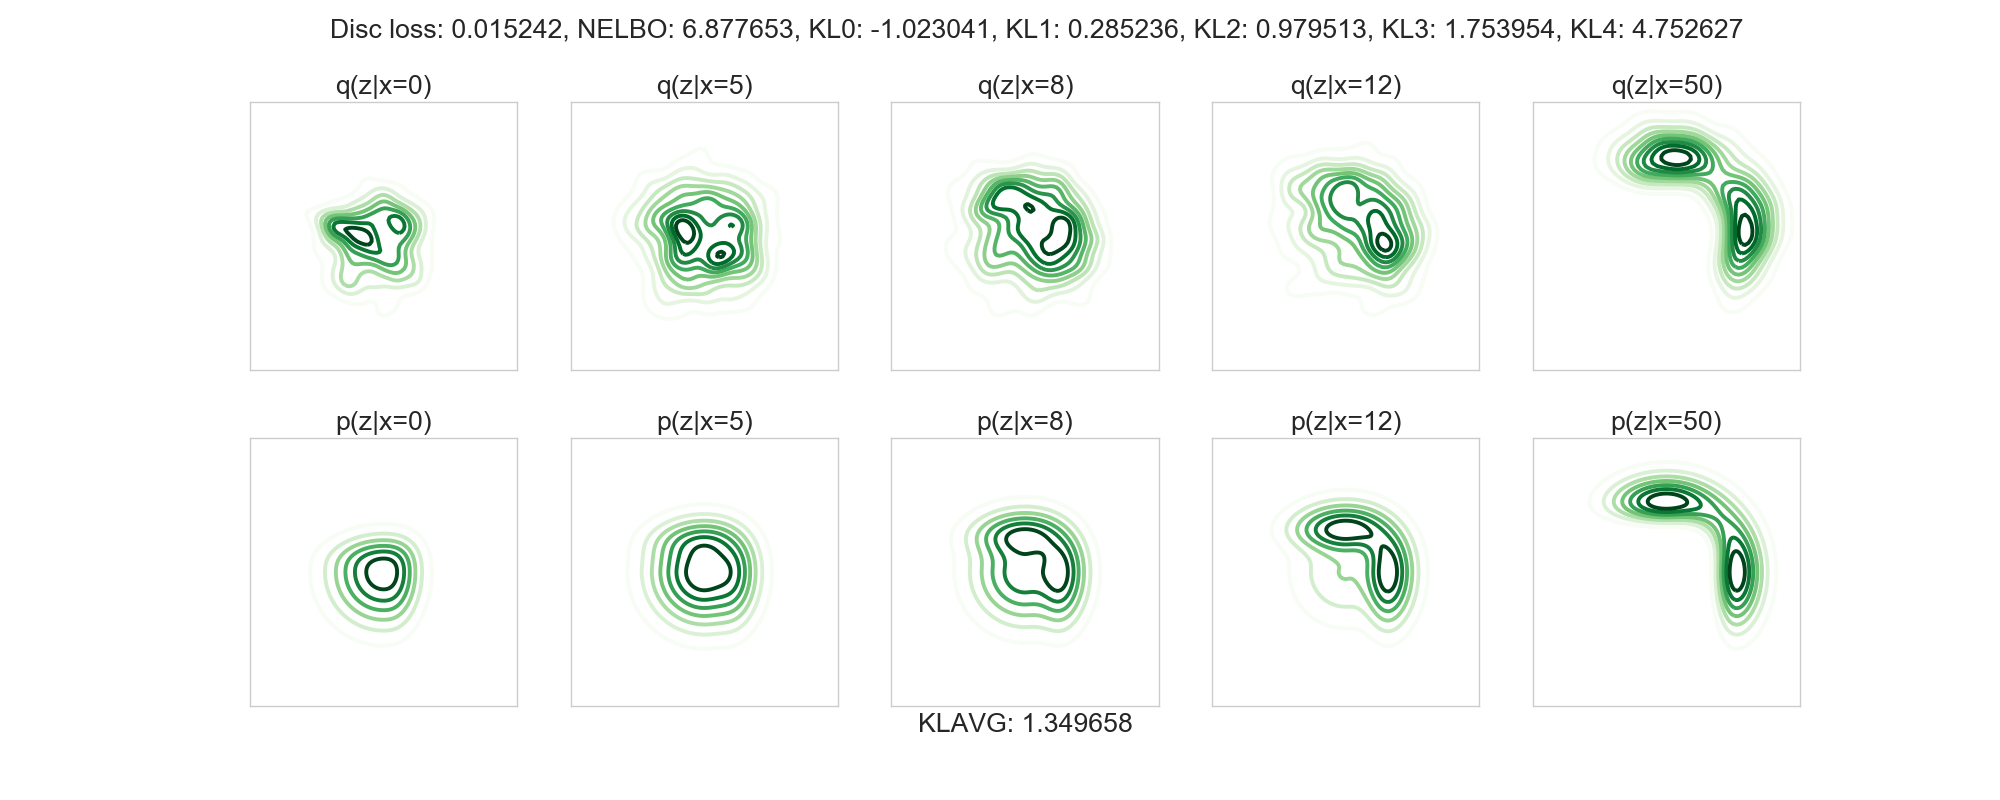 Disc loss: 0.015242, NELBO: 6.877653, KL0: -1.023041, KL1: 0.285236, KL2: 0.979513, KL3: 1.753954, KL4: 4.752627
q(z|x=0) q(z|x=5) q(z|x=8) q(z|x=12) q(z|x=50)
p(z|x=0) p(z|x=5) p(z|x=8) p(z|x=12) p(z|x=50)
KLAVG: 1.349658